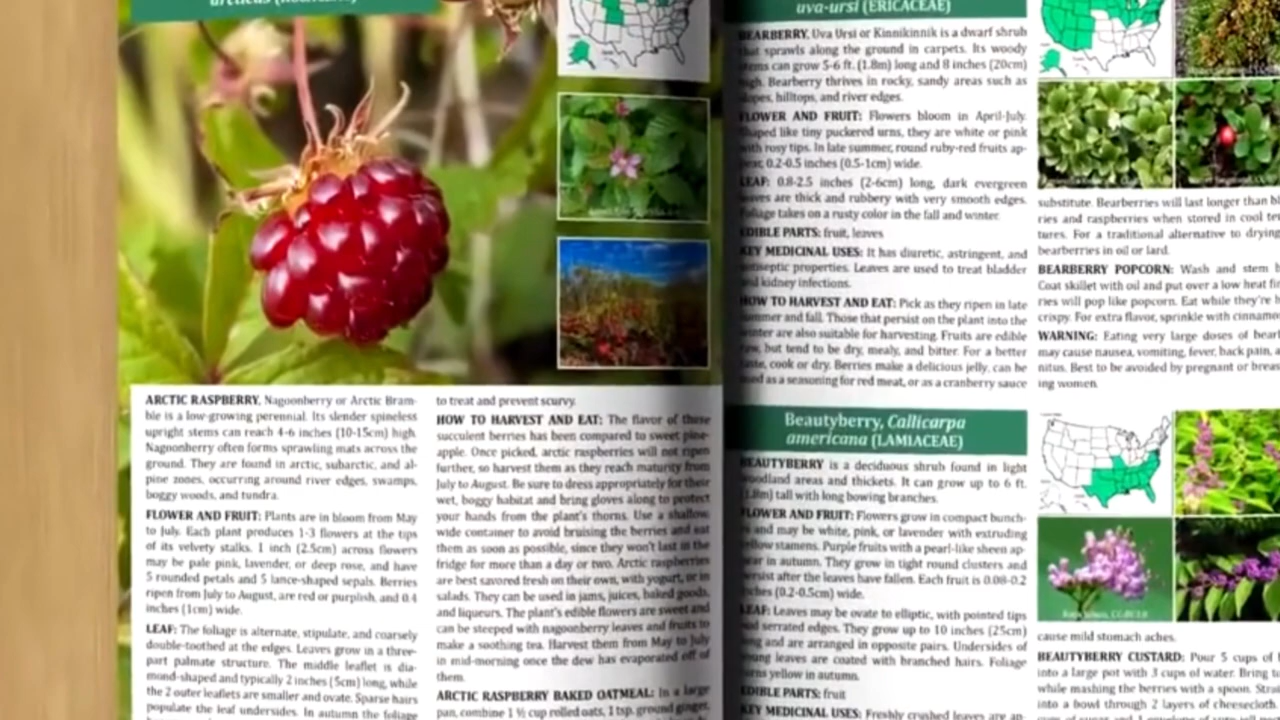 arcticus
ARCTIC RASPBERRY, Nagoonberry or Arctic Bram-
ble is a low-growing perennial. Its slender spineless
upright stems can reach 4-6 inches (10-15cm) high.
Nagoonberry often forms sprawling mats across the
ground. They are found in arctic, subarctic, and al-
pine zones, occurring around river edges, swamps,
boggy woods, and tundra.
FLOWER AND FRUIT: Plants are in bloom from May
to July. Each plant produces 1-3 flowers at the tips
of its velvety stalks. 1 inch (2.5cm) across flowers
may be pale pink, lavender, or deep rose, and have
5 rounded petals and 5 lance-shaped sepals. Berries
ripen from July to August, are red or purplish, and 0.4
inches (1cm) wide.
LEAF: The foliage is alternate, stipulate, and coarsely
double-toothed at the edges. Leaves grow in a three-
part palmate structure. The middle leaflet is dia-
mond-shaped and typically 2 inches (5cm) long, while
the 2 outer leaflets are smaller and ovate. Sparse hairs
populate the leaf undersides. In autumn the foliage
to treat and prevent scurvy.
HOW TO HARVEST AND EAT: The flavor of these
succulent berries has been compared to sweet pine-
apple. Once picked, arctic raspberries will not ripen
further, so harvest them as they reach maturity from
July to August. Be sure to dress appropriately for their
wet, boggy habitat and bring gloves along to protect
your hands from the plant's thorns. Use a shallow,
wide container to avoid bruising the berries and eat
them as soon as possible, since they won't last in the
fridge for more than a day or two. Arctic raspberries
are best savored fresh on their own, with yogurt, or in
salads. They can be used in jams, juices, baked goods,
and liqueurs. The plant's edible flowers are sweet and
can be steeped with nagoonberry leaves and fruits to
make a soothing tea. Harvest them from May to July
in mid-morning once the dew has evaporated off of
them.
ARCTIC RASPBERRY BAKED OATMEAL: In a large
pan, combine 1 ½ cup rolled oats, 1 tsp. ground ginger,
uva-ursi (ERICACEAE)
BEARBERRY, Uva Ursi or Kinnikinnik is a dwarf shrub
that sprawls along the ground in carpets. Its woody
stems can grow 5-6 ft. (1.8m) long and 8 inches (20cm)
high. Bearberry thrives in rocky, sandy areas such as
slopes, hilltops, and river edges.
FLOWER AND FRUIT: Flowers bloom in April-July.
Shaped like tiny puckered urns, they are white or pink
with rosy tips. In late summer, round ruby-red fruits ap-
pear, 0.2-0.5 inches (0.5-1cm) wide.
LEAF: 0.8-2.5 inches (2-6cm) long, dark evergreen
leaves are thick and rubbery with very smooth edges.
Foliage takes on a rusty color in the fall and winter.
EDIBLE PARTS: fruit, leaves
KEY MEDICINAL USES: It has diuretic, astringent, and
antiseptic properties. Leaves are used to treat bladder
and kidney infections.
HOW TO HARVEST AND EAT: Pick as they ripen in late
summer and fall. Those that persist on the plant into the
winter are also suitable for harvesting. Fruits are edible
raw, but tend to be dry, mealy, and bitter. For a better
taste, cook or dry. Berries make a delicious jelly, can be
used as a seasoning for red meat, or as a cranberry sauce
substitute. Bearberries will last longer than
ries and raspberries when stored in cool
tures. For a traditional alternative to drying
bearberries in oil or lard.
BEARBERRY POPCORN: Wash and stem
Coat skillet with oil and put over a low heat
ries will pop like popcorn. Eat while they're
crispy. For extra flavor, sprinkle with
WARNING: Eating very large doses of
may cause nausea, vomiting, fever, back pain,
nitus. Best to be avoided by pregnant or
ing women.
Beautyberry, Callicarpa
americana (LAMIACEAE)
BEAUTYBERRY is a deciduous shrub found in light
woodland areas and thickets. It can grow up to 6 ft.
(1.8m) tall with long bowing branches.
FLOWER AND FRUIT: Flowers grow in compact bunch-
es and may be white, pink, or lavender with extruding
yellow stamens. Purple fruits with a pearl-like sheen ap-
pear in autumn. They grow in tight round clusters and
persist after the leaves have fallen. Each fruit is 0.08-0.2
inches (0.2-0.5cm) wide.
LEAF: Leaves may be ovate to elliptic, with pointed tips
and serrated edges. They grow up to 10 inches (25cm)
long and are arranged in opposite pairs. Undersides of
young leaves are coated with branched hairs. Foliage
turns yellow in autumn.
EDIBLE PARTS: fruit
KEY MEDICINAL USES: Freshly crushed leaves are
cause mild stomach aches.
BEAUTYBERRY CUSTARD: Pour 5 cups of
into a large pot with 3 cups of water. Bring
while mashing the berries with a spoon.
into a bowl through 2 layers of cheesecloth.